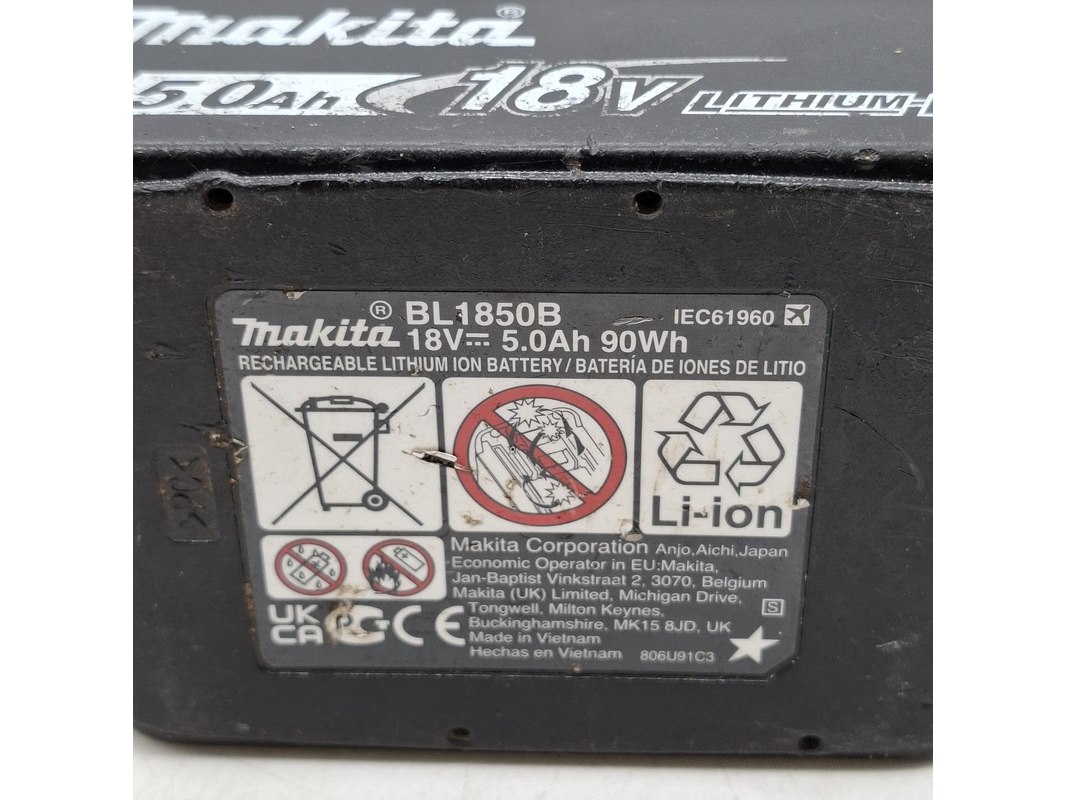 makita®
5.0Ah 18V LITHIUM-
® BL1850B IEC61960
makita 18V 5.0Ah 90Wh
RECHARGEABLE LITHIUM ION BATTERY / BATERÍA DE IONES DE LITIO
Li-ion
Makita Corporation Anjo,Aichi,Japan
Economic Operator in EU:Makita,
Jan-Baptist Vinkstraat 2, 3070, Belgium
Makita (UK) Limited, Michigan Drive,
Tongwell, Milton Keynes,
Buckinghamshire, MK15 8JD, UK
Made in Vietnam
Hechas en Vietnam 806U91C3
S
UK
CA CE
>PC<